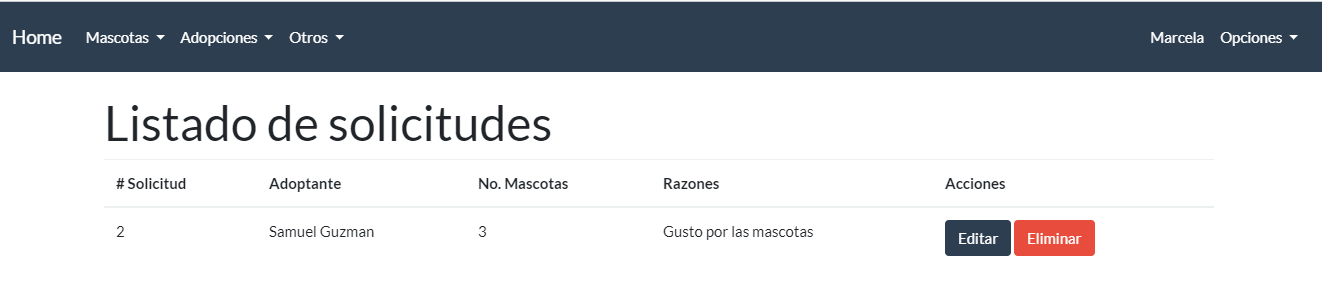 Home Mascotas Adopciones Otros Marcela Opciones
Listado de solicitudes
# Solicitud Adoptante No. Mascotas Razones Acciones
2 Samuel Guzman 3 Gusto por las mascotas Editar Eliminar